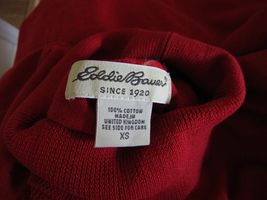 Eddie Bauer
SINCE 1920
100% COTTON
MADE IN
UNITED KINGDOM
SEE SIDE FOR CARE
XS